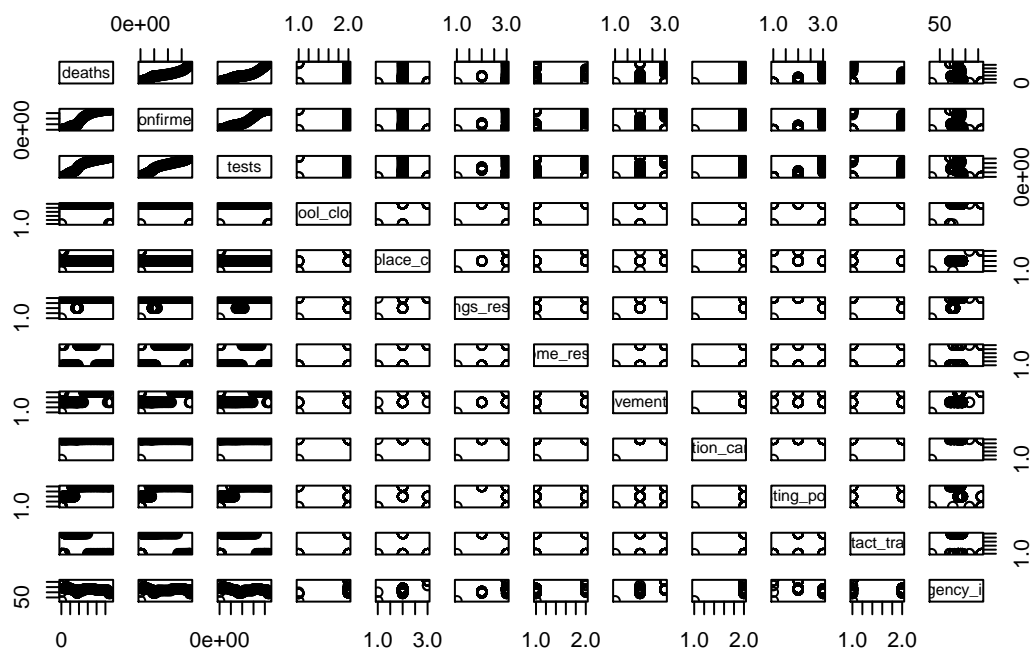 0e+00 1.0 2.0 1.0 3.0 1.0 3.0 1.0 3.0 50
deaths 0
0e+00 onfirme
tests 0e+00
1.0 ool_clo
place_c 1.0
1.0 ngs_res
me_res 1.0
1.0 vement
tion_ca 1.0
1.0 ting_po
tact_tra 1.0
50 gency_i
0 0e+00 1.0 3.0 1.0 2.0 1.0 2.0 1.0 2.0